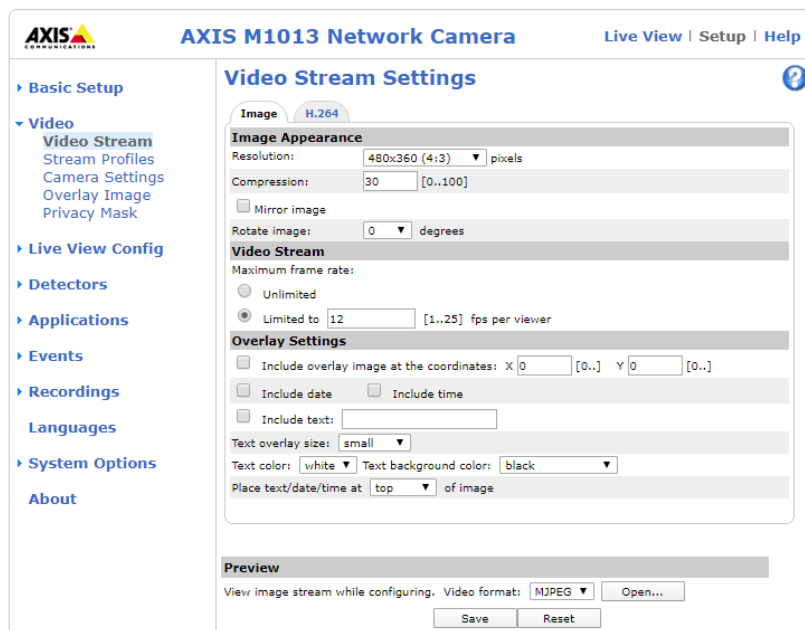 AXIS
COMMUNICATIONS
AXIS M1013 Network Camera
Live View | Setup | Help
Basic Setup
Video
Video Stream
Stream Profiles
Camera Settings
Overlay Image
Privacy Mask
Live View Config
Detectors
Applications
Events
Recordings
Languages
System Options
About
Video Stream Settings
?
Image H.264
Image Appearance
Resolution: 480x360 (4:3) pixels
Compression: 30 [0..100]
Mirror image
Rotate image: 0 degrees
Video Stream
Maximum frame rate:
Unlimited
Limited to 12 [1..25] fps per viewer
Overlay Settings
Include overlay image at the coordinates: X 0 [0..] Y 0 [0..]
Include date Include time
Include text:
Text overlay size: small
Text color: white Text background color: black
Place text/date/time at top of image
Preview
View image stream while configuring. Video format: MJPEG Open...
Save Reset